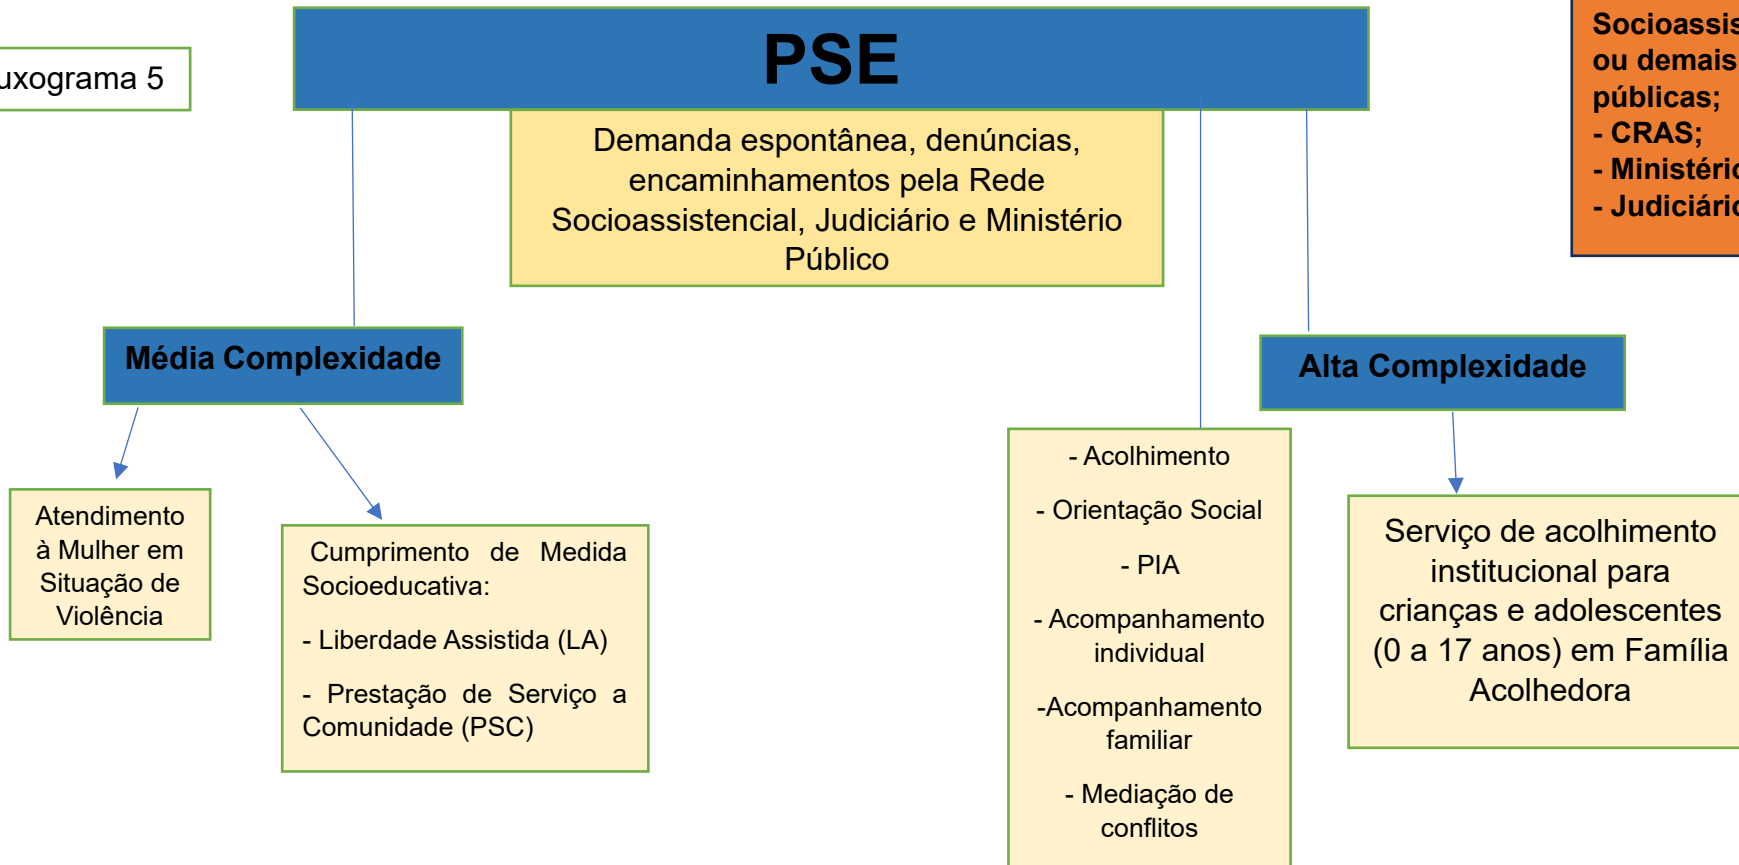 PSE
uxograma 5
Demanda espontânea, denúncias,
encaminhamentos pela Rede
Socioassistencial, Judiciário e Ministério
Público
ou demais
públicas;
- CRAS;
- 
- 
Média Complexidade
Alta Complexidade
Atendimento
à Mulher em
Situação de
Violência
Cumprimento de Medida
Socioeducativa:
- Liberdade Assistida (LA)
- Prestação de Serviço a
Comunidade (PSC)
- Acolhimento
- Orientação Social
- PIA
- Acompanhamento
individual
-Acompanhamento
familiar
- Mediação de
conflitos
Serviço de acolhimento
institucional para
crianças e adolescentes
(0 a 17 anos) em Família
Acolhedora